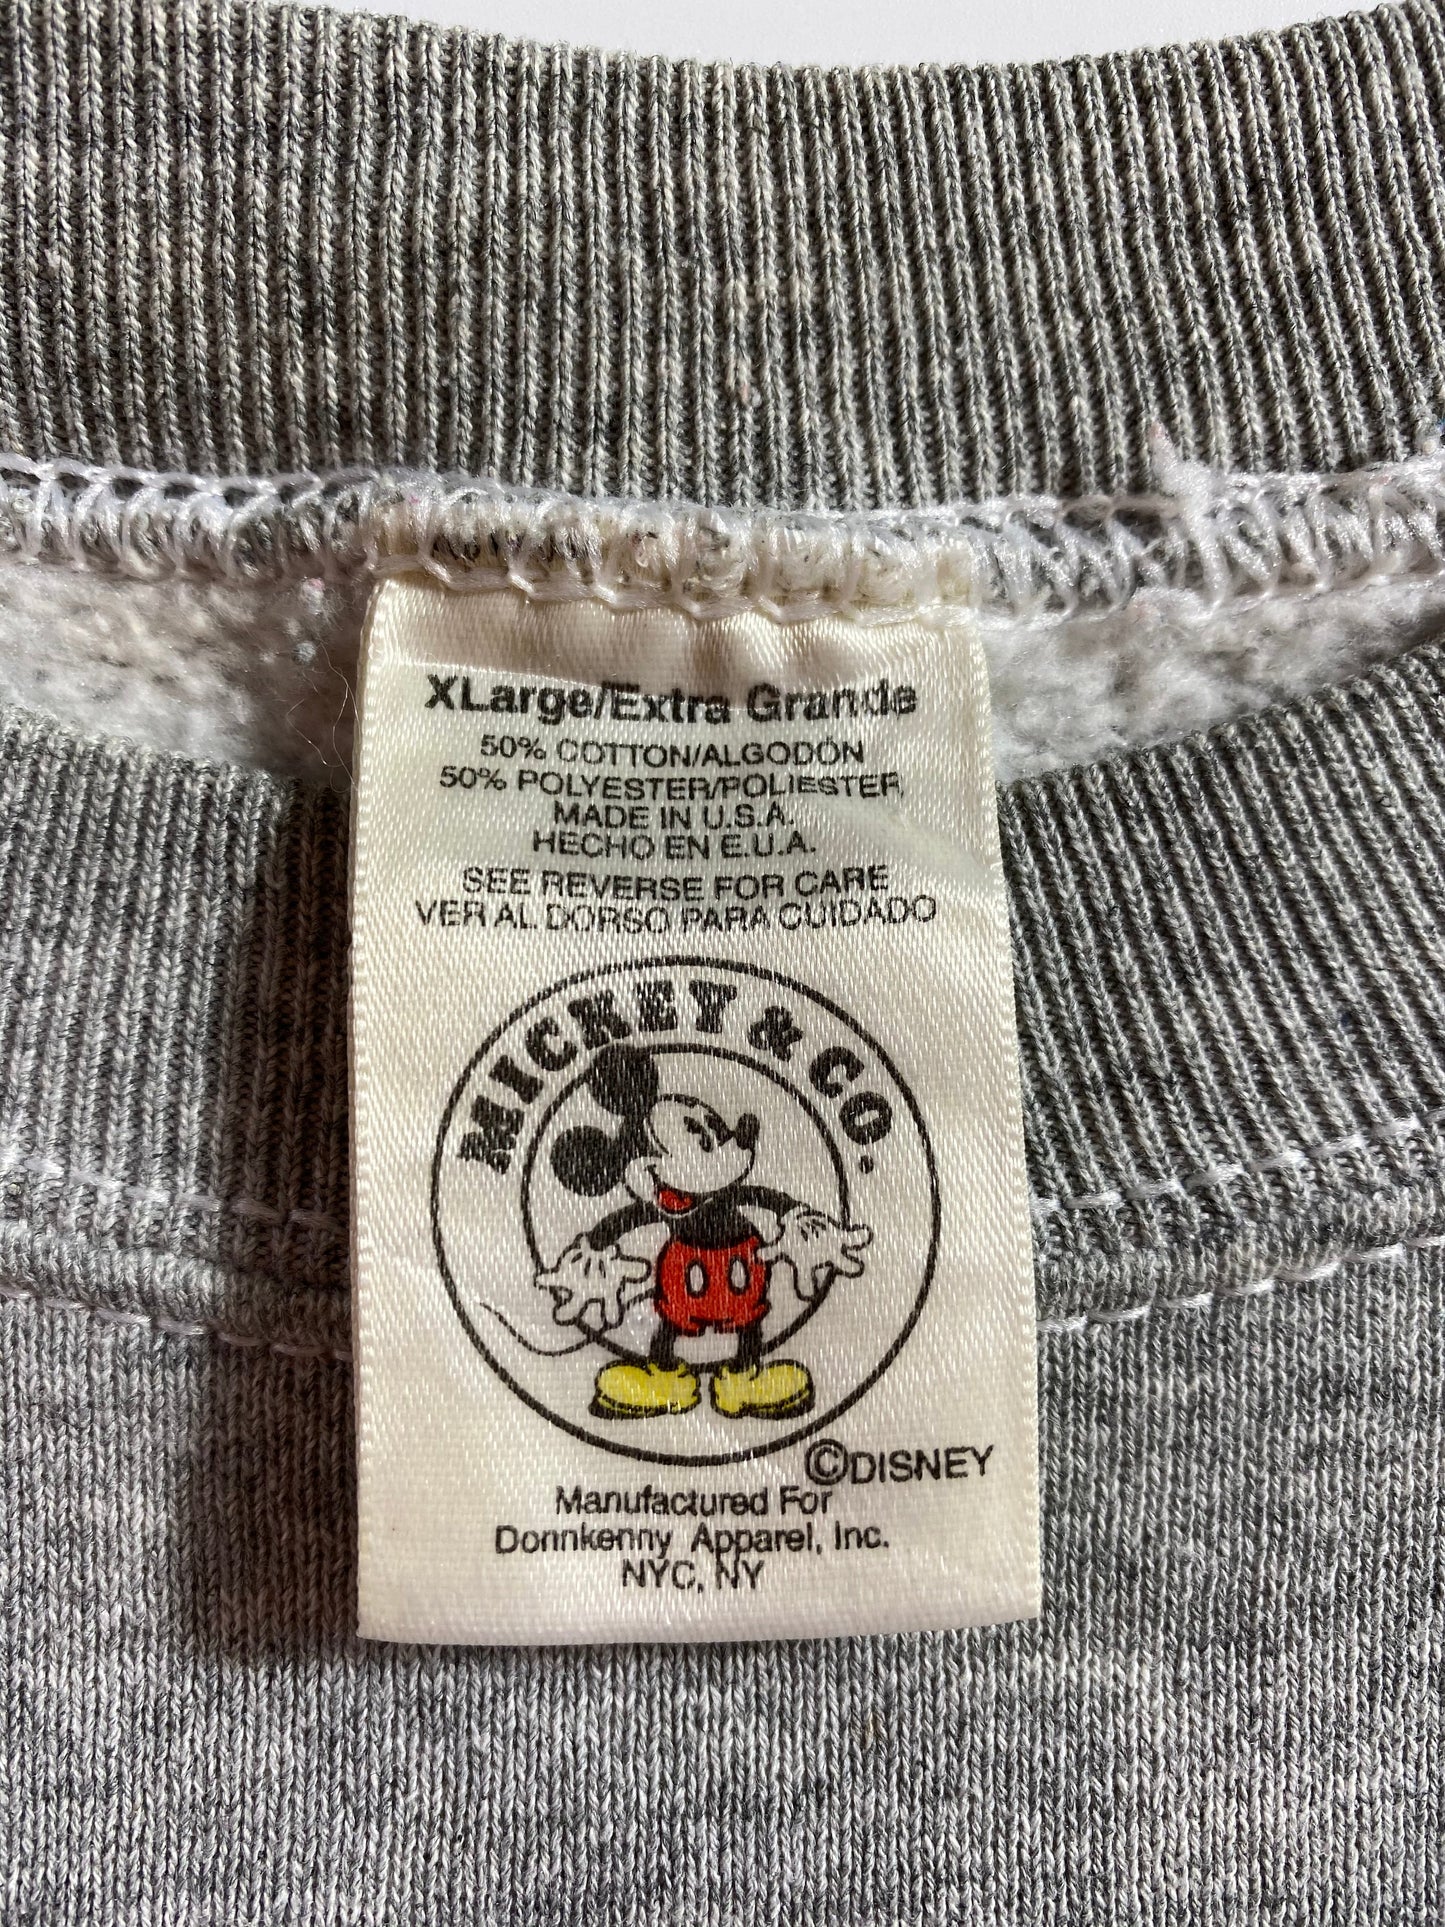 XLarge/Extra Grande
50% COTTON/ALGODÓN
50% POLYESTER/POLIESTER
MADE IN U.S.A.
HECHO EN E.U.A.
SEE REVERSE FOR CARE
VER AL DORSO PARA CUIDADO
MICKEY & CO.
©DISNEY
Manufactured For
Donnkenny Apparel, Inc.
NYC, NY